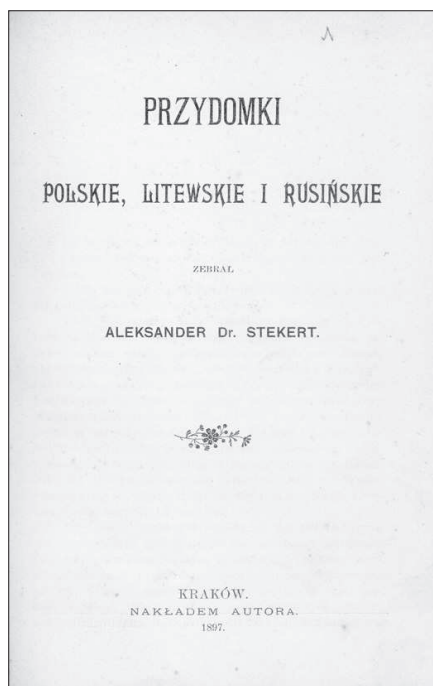 PRZYDOMKI
POLSKIE, LITEWSKIE I RUSIŃSKIE
ZEBRAŁ
ALEKSANDER Dr. STEKERT.
KRAKÓW.
NAKŁADEM AUTORA.
1897.